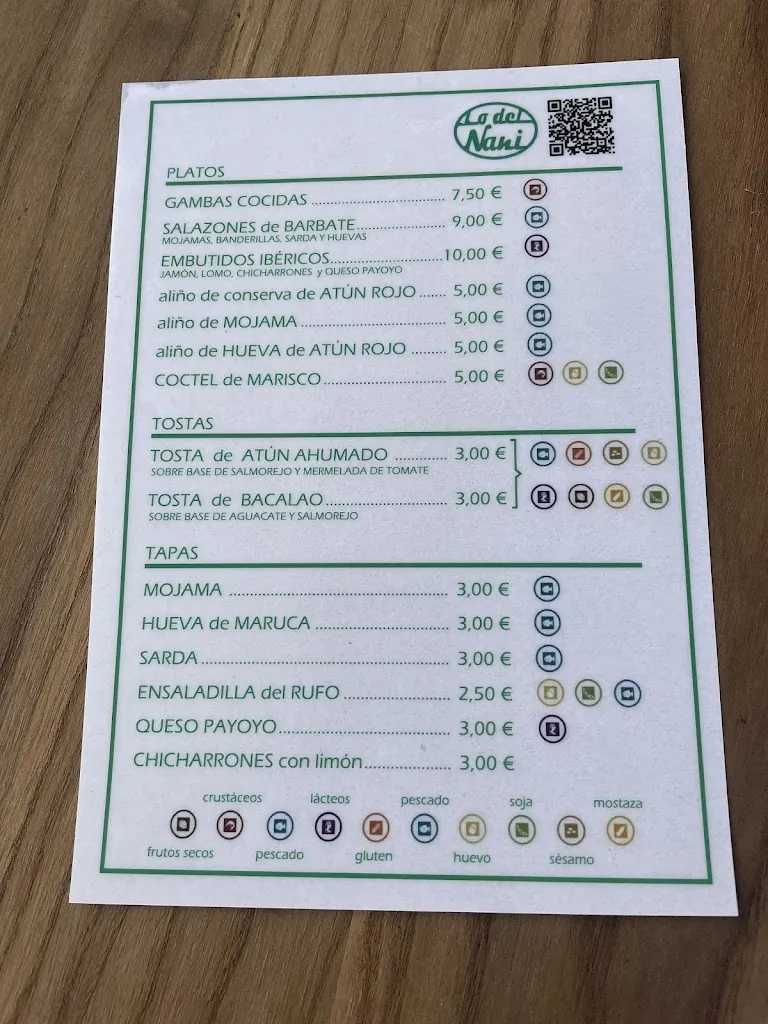 Lo del
Nani
PLATOS
GAMBAS COCIDAS ........................... 7,50 €
SALAZONES de BARBATE.................. 9,00 €
MOJAMAS, BANDERILLAS, SARDA Y HUEVAS
EMBUTIDOS IBÉRICOS.......................10,00 €
JAMÓN, LOMO, CHICHARRONES y QUESO PAYOYO
aliño de conserva de ATÚN ROJO ...... 5,00 €
aliño de MOJAMA ............................. 5,00 €
aliño de HUEVA de ATÚN ROJO ........ 5,00 €
COCTEL de MARISCO......................... 5,00 €
TOSTAS
TOSTA de ATÚN AHUMADO ........... 3,00 €
SOBRE BASE DE SALMOREJO Y MERMELADA DE TOMATE
TOSTA de BACALAO......................... 3,00 €
SOBRE BASE DE AGUACATE Y SALMOREJO
TAPAS
MOJAMA ............................................ 3,00 €
HUEVA de MARUCA ........................... 3,00 €
SARDA................................................. 3,00 €
ENSALADILLA del RUFO ...................... 2,50 €
QUESO PAYOYO.................................. 3,00 €
CHICHARRONES con limón.................. 3,00 €
crustáceos lácteos pescado soja mostaza
frutos secos pescado gluten huevo sésamo